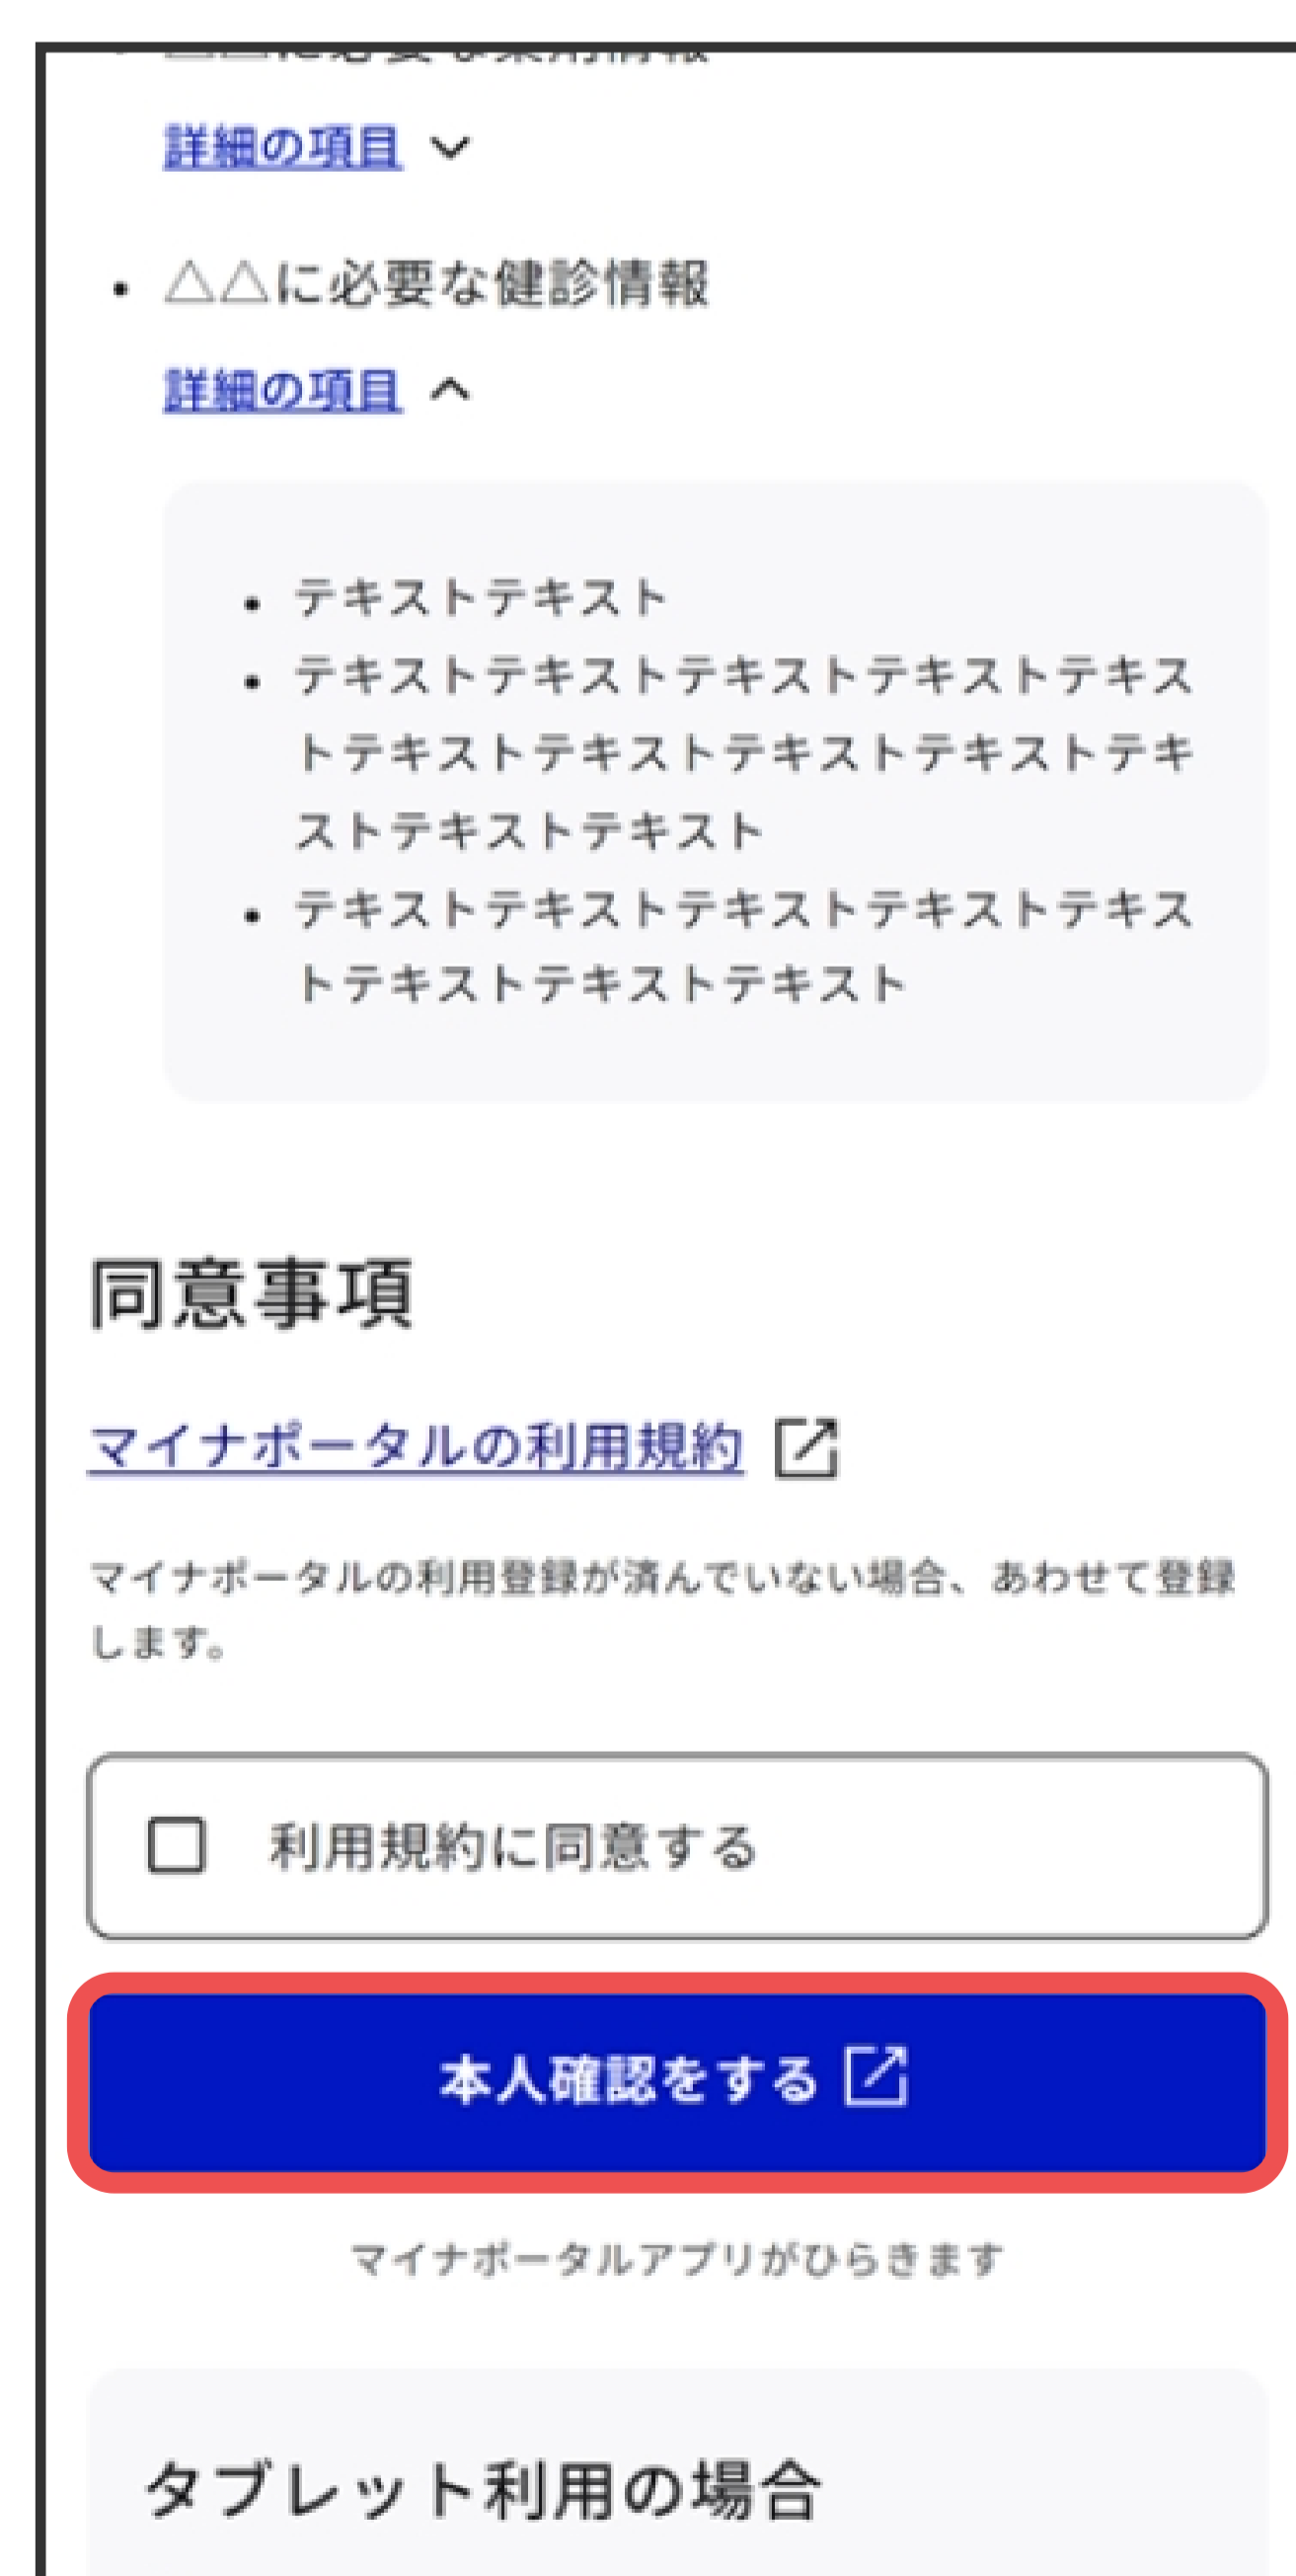 △△に必要な薬剤情報
詳細の項目
• △△に必要な健診情報
詳細の項目
• テキストテキスト
• テキストテキストテキストテキストテキス
トテキストテキストテキストテキストテキ
ストテキストテキスト
• テキストテキストテキストテキストテキス
トテキストテキストテキスト
同意事項
マイナポータルの利用規約
マイナポータルの利用登録が済んでいない場合、あわせて登録
します。
利用規約に同意する
本人確認をする
マイナポータルアプリがひらきます
タブレット利用の場合